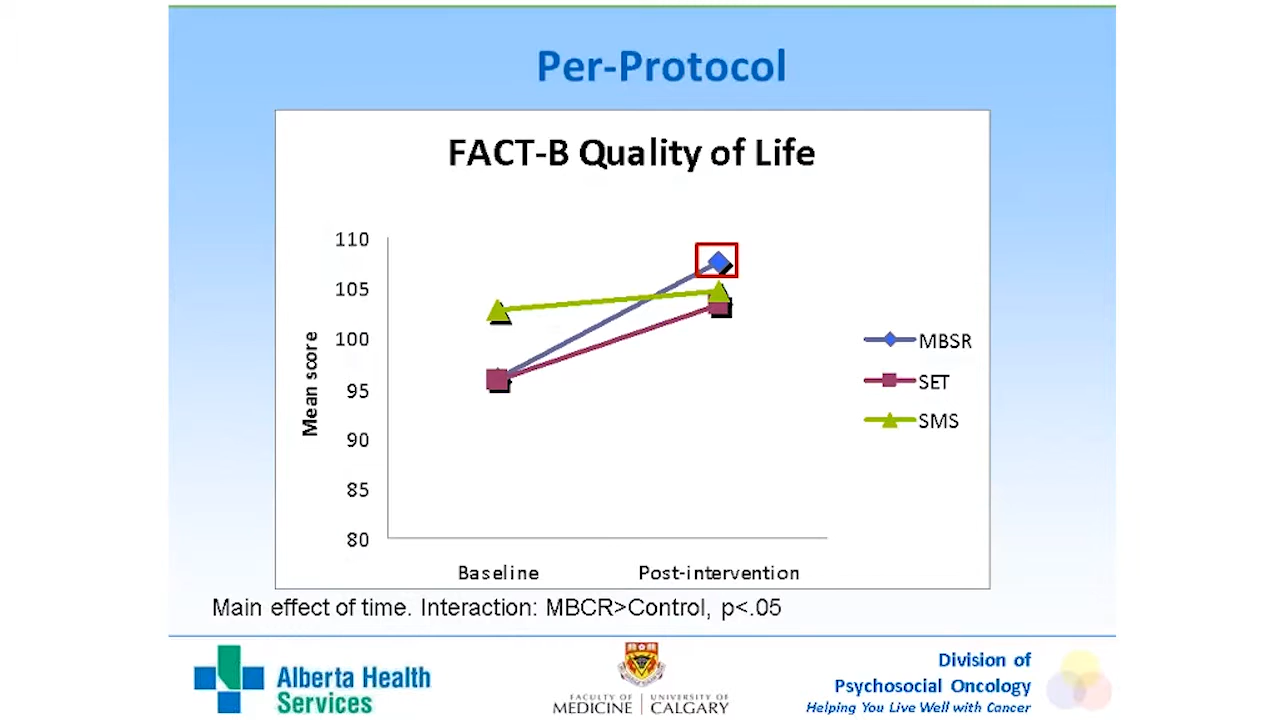 Per-Protocol
FACT-B Quality of Life
110
105
100
95
90
85
80
Mean score
Baseline
Post-intervention
MBSR
SET
SMS
Main effect of time. Interaction: MBCR>Control, p<.05
Alberta Health
Services
FACULTY OF
MEDICINE
UNIVERSITY OF
CALGARY
Division of
Psychosocial Oncology
Helping You Live Well with Cancer